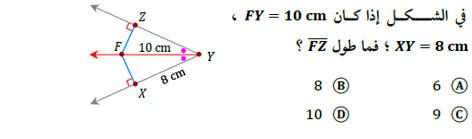 في الشكل إذا كان FY = 10 cm ،
XY = 8 cm ؛ فما طول FZ ؟
A 6 B 8
C 9 D 10
Z
F 10 cm Y
8 cm
X